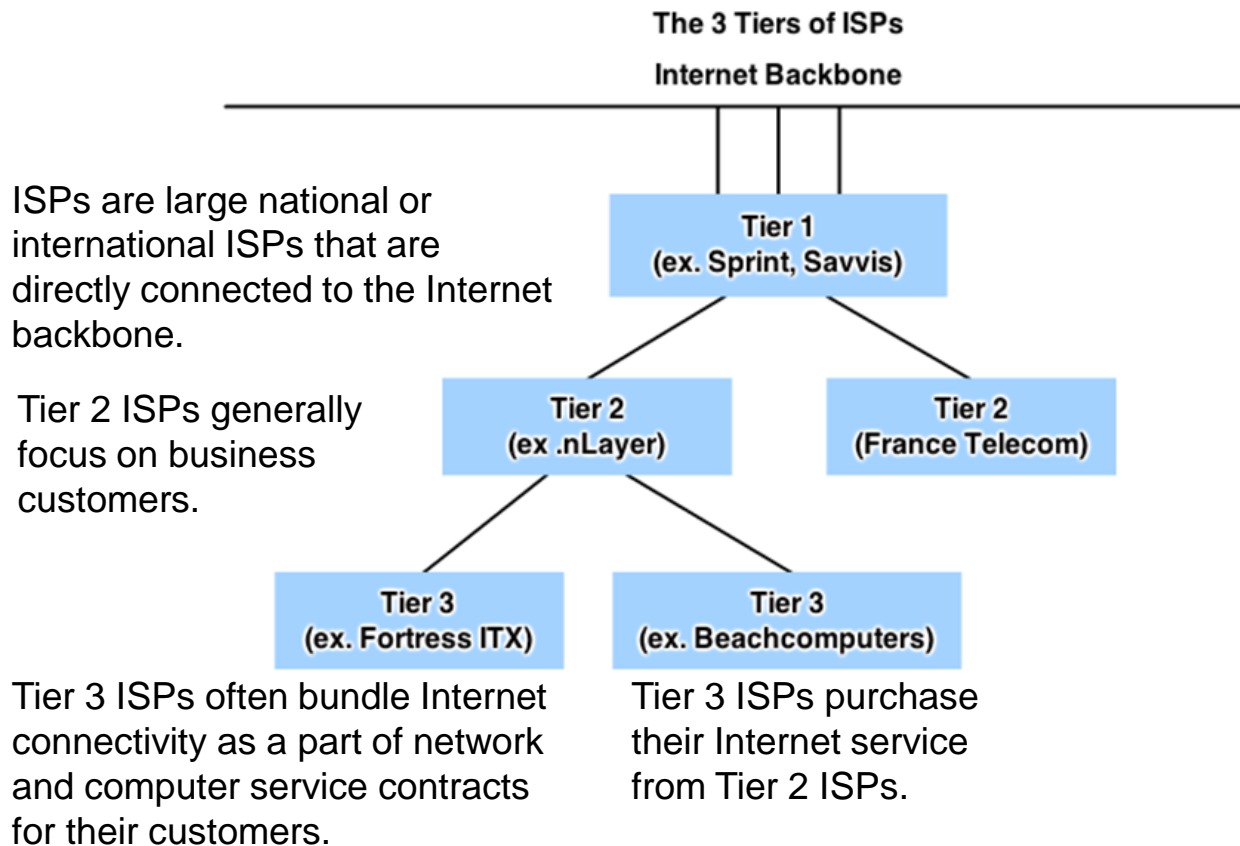 The 3 Tiers of ISPs
Internet Backbone
ISPs are large national or
international ISPs that are
directly connected to the Internet
backbone.
Tier 1
(ex. Sprint, Savvis)
Tier 2 ISPs generally
focus on business
customers.
Tier 2
(ex .nLayer)
Tier 2
(France Telecom)
Tier 3
(ex. Fortress ITX)
Tier 3
(ex. Beachcomputers)
Tier 3 ISPs often bundle Internet
connectivity as a part of network
and computer service contracts
for their customers.
Tier 3 ISPs purchase
their Internet service
from Tier 2 ISPs.